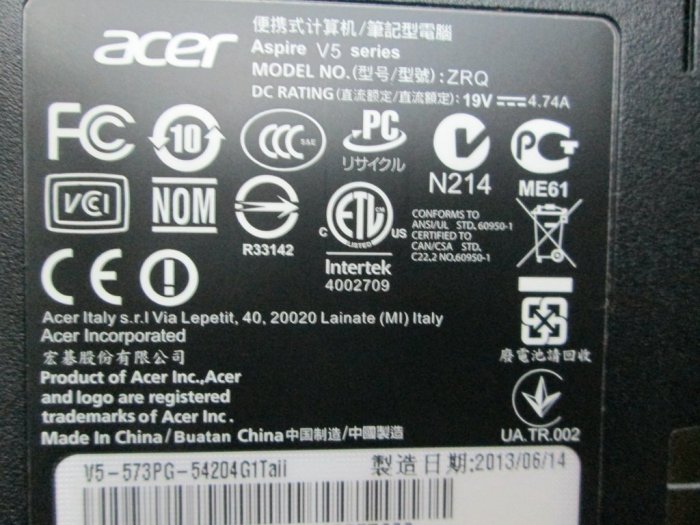 acer
便携式计算机/筆記型電腦
Aspire V5 series
MODEL NO.(型号/型號):ZRQ
DC RATING(直流额定/直流額定): 19V⎓4.74A
FC
10
CCC S&E
PC
リサイクル
N214
PCT
ME61
VCI
NOM
R33142
ETL
LISTED
C US
Intertek
4002709
CONFORMS TO
ANSI/UL STD. 60950-1
CERTIFIED TO
CAN/CSA STD.
C22.2 NO.60950-1
CE !
Acer Italy s.r.l Via Lepetit, 40, 20020 Lainate (MI) Italy
Acer Incorporated
宏碁股份有限公司
Product of Acer Inc.,Acer
and logo are registered
trademarks of Acer Inc.
Made In China/Buatan China中国制造/中國製造
廢電池請回收
UA.TR.002
V5-573PG-54204G1Taii
製造日期:2013/06/14